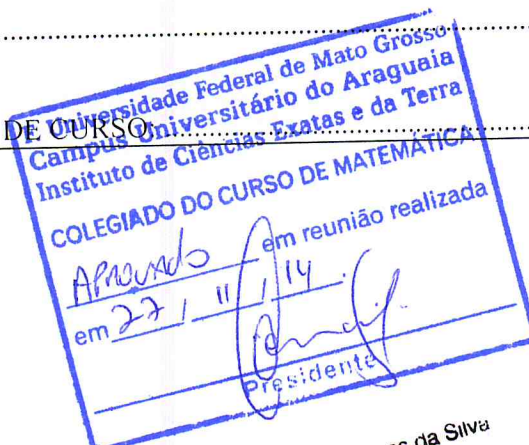 DE CURSO:
Universidade Federal de Mato Grosso
Campus Universitário do Araguaia
Instituto de Ciências Exatas e da Terra
COLEGIADO DO CURSO DE MATEMÁTICA
Aprovado em reunião realizada
em 27 / 11 / 14.
Presidente
da Silva